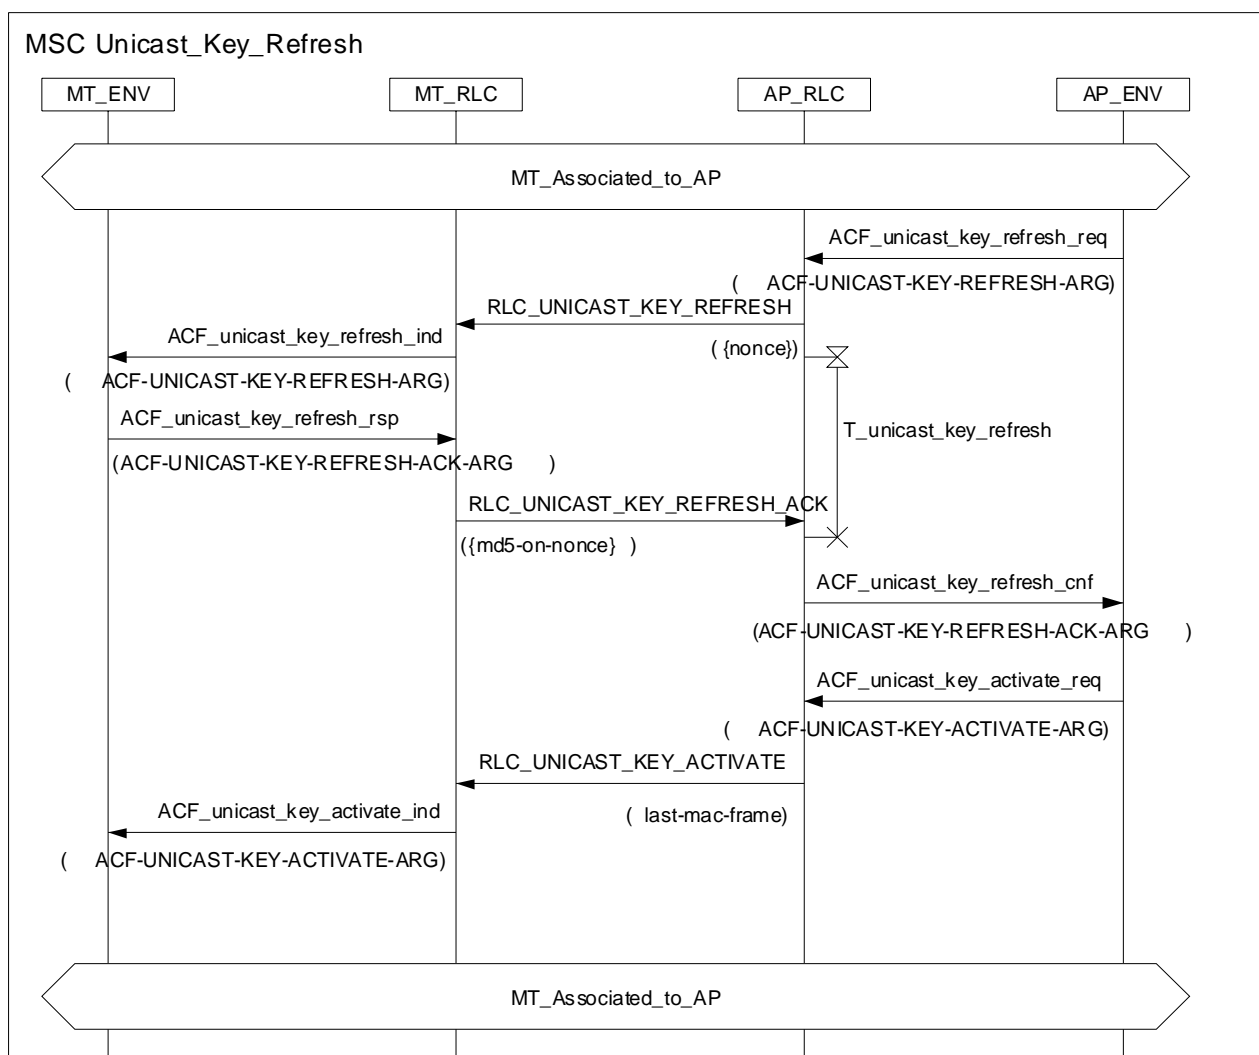 MSC Unicast_Key_Refresh
MT_ENV MT_RLC AP_RLC AP_ENV
MT_Associated_to_AP
ACF_unicast_key_refresh_req
( ACF-UNICAST-KEY-REFRESH-ARG)
RLC_UNICAST_KEY_REFRESH
ACF_unicast_key_refresh_ind
( {nonce})
( ACF-UNICAST-KEY-REFRESH-ARG)
ACF_unicast_key_refresh_rsp
T_unicast_key_refresh
(ACF-UNICAST-KEY-REFRESH-ACK-ARG )
RLC_UNICAST_KEY_REFRESH_ACK
({md5-on-nonce} )
ACF_unicast_key_refresh_cnf
(ACF-UNICAST-KEY-REFRESH-ACK-ARG )
ACF_unicast_key_activate_req
( ACF-UNICAST-KEY-ACTIVATE-ARG)
RLC_UNICAST_KEY_ACTIVATE
ACF_unicast_key_activate_ind
( last-mac-frame)
( ACF-UNICAST-KEY-ACTIVATE-ARG)
MT_Associated_to_AP